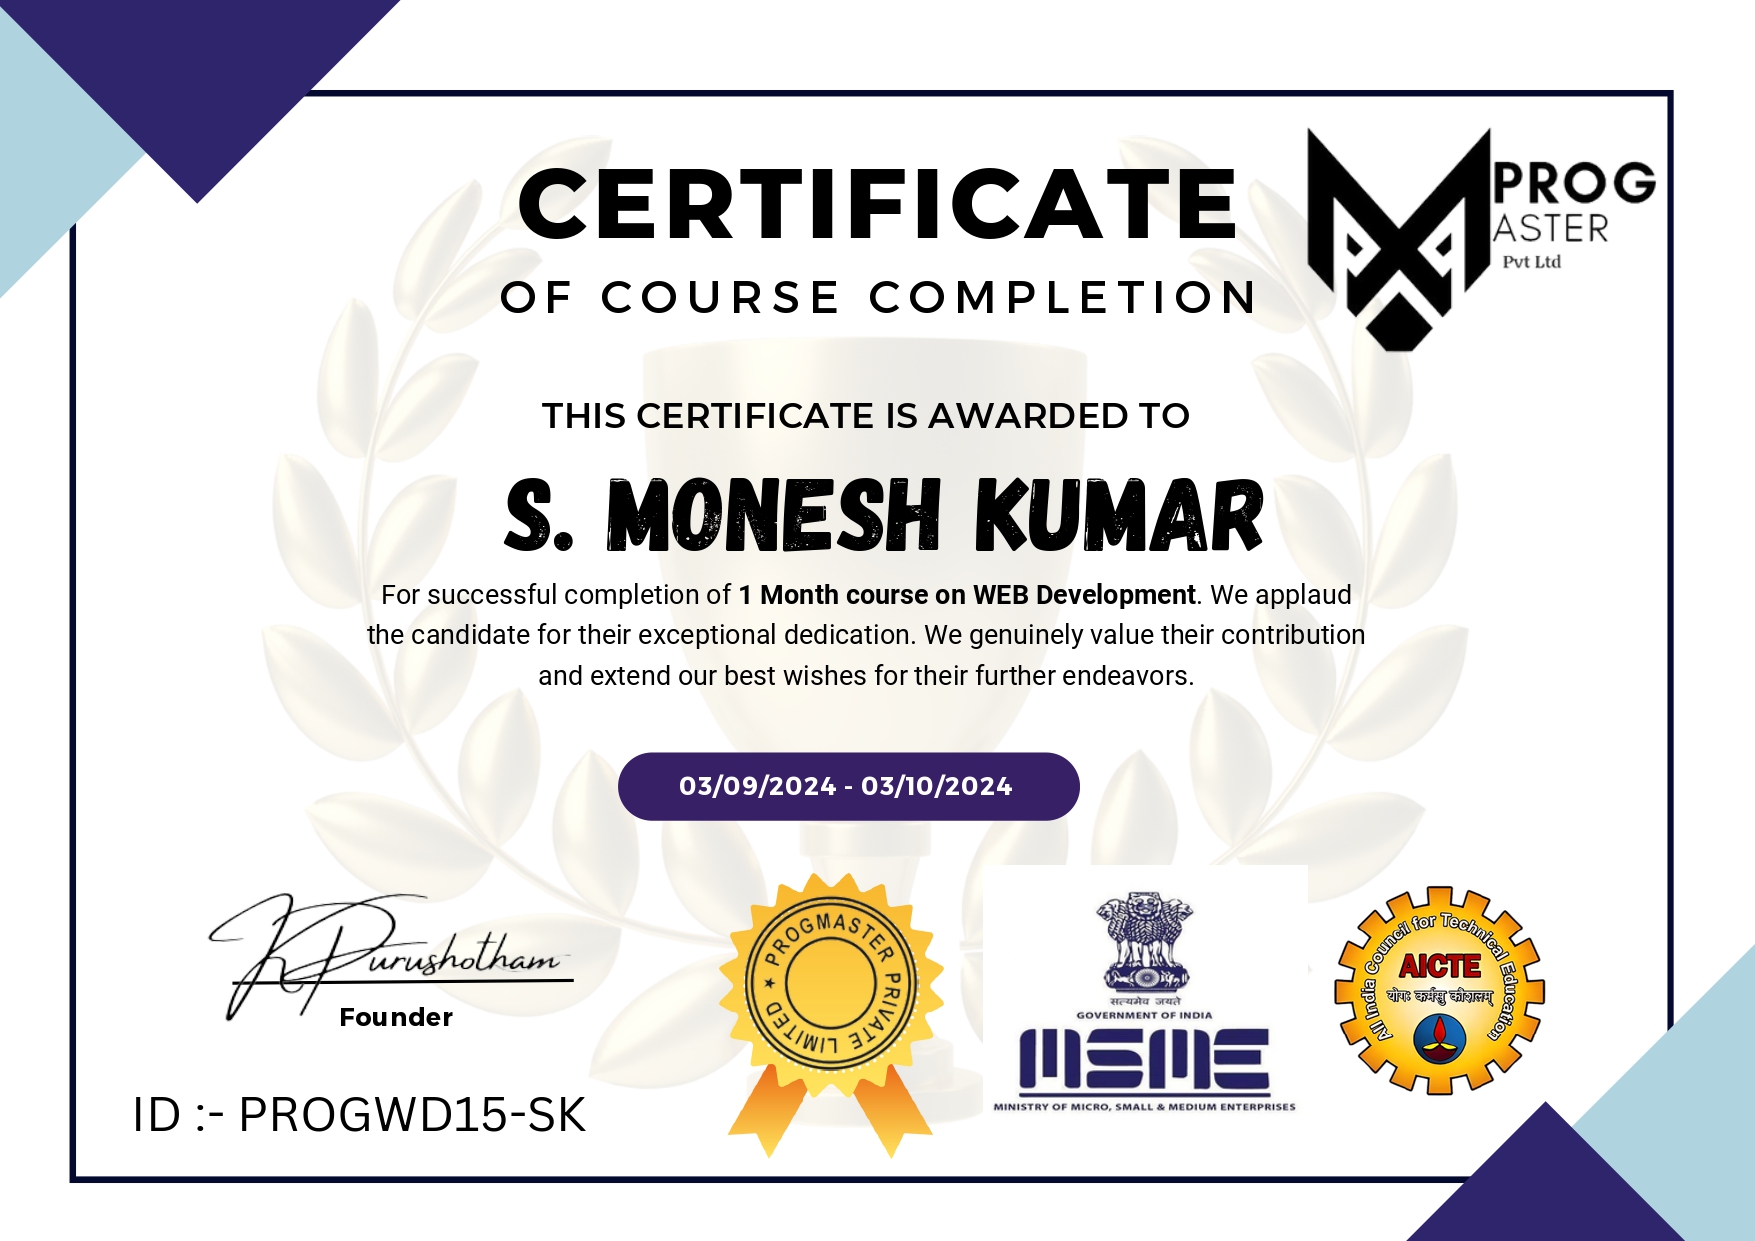 CERTIFICATE
OF COURSE COMPLETION
PROG
ASTER
Pvt Ltd
THIS CERTIFICATE IS AWARDED TO
S. MONESH KUMAR
For successful completion of 1 Month course on WEB Development. We applaud
the candidate for their exceptional dedication. We genuinely value their contribution
and extend our best wishes for their further endeavors.
03/09/2024 - 03/10/2024
K Purushotham
Founder
ID :- PROGWD15-SK
★ PROGMASTER PRIVATE LIMITED
सत्यमेव जयते
GOVERNMENT OF INDIA
MSME
MINISTRY OF MICRO, SMALL & MEDIUM ENTERPRISES
All India Council for Technical Education
AICTE
योगः कर्मसु कौशलम्